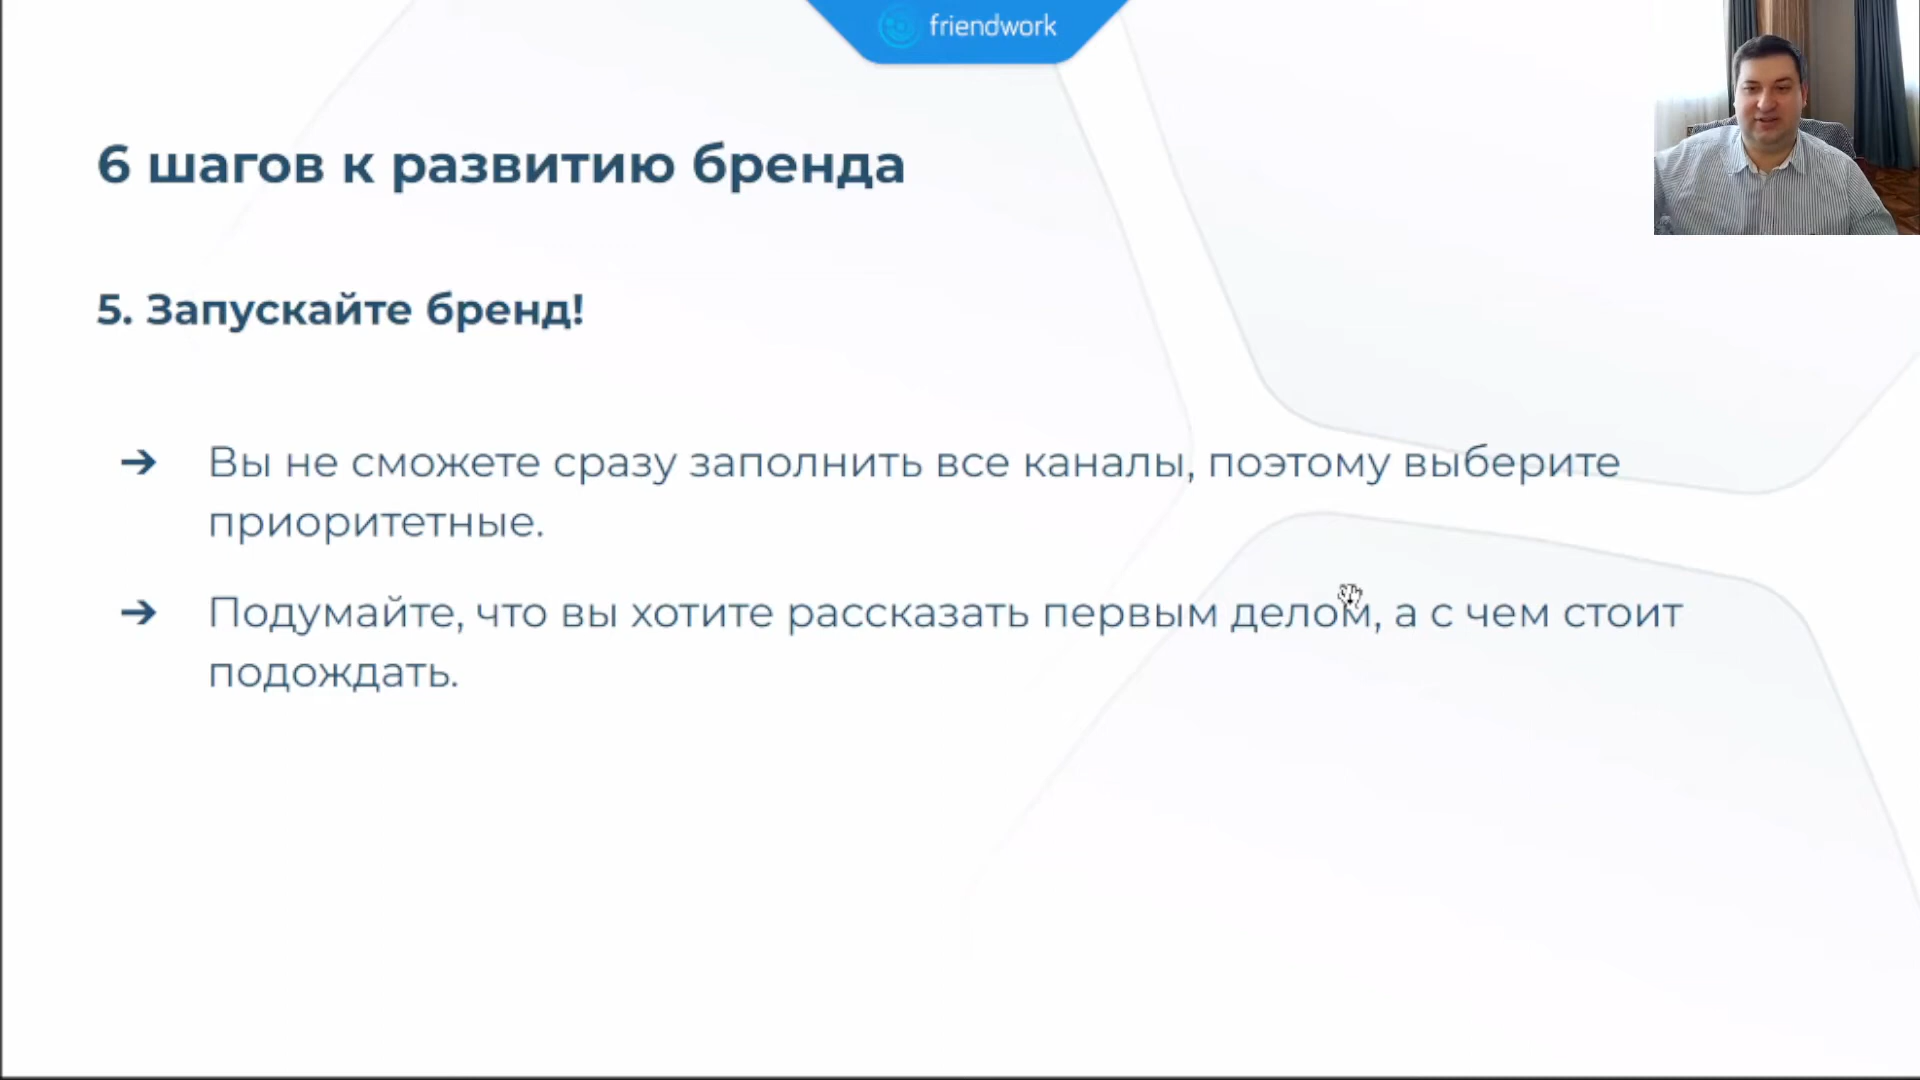 friendwork
6 шагов к развитию бренда
5. Запускайте бренд!
➔ Вы не сможете сразу заполнить все каналы, поэтому выберите
приоритетные.
➔ Подумайте, что вы хотите рассказать первым делом, а с чем стоит
подождать.